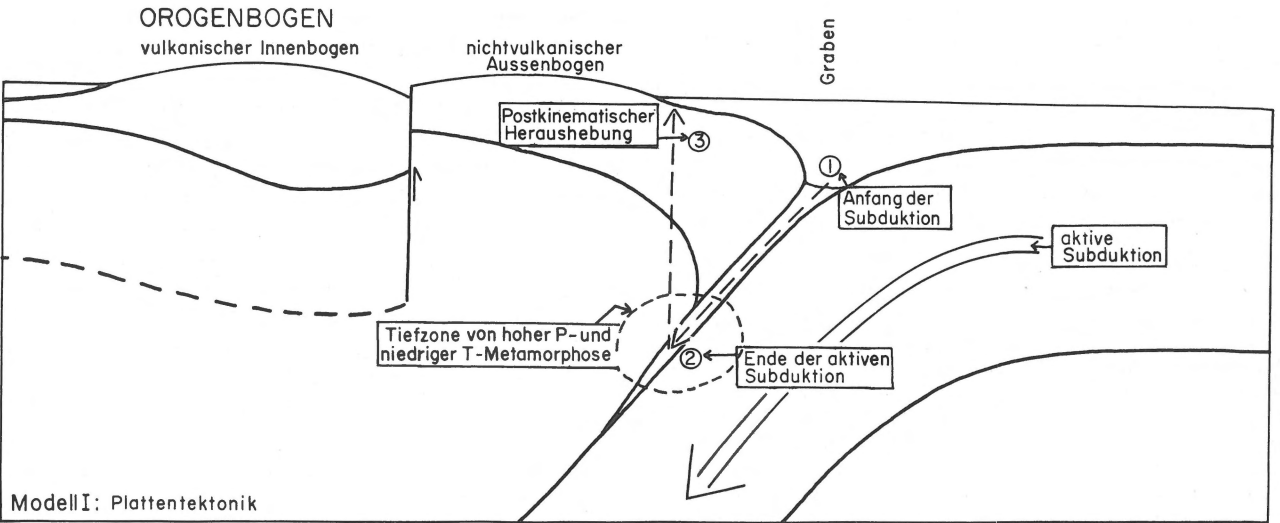 OROGENBOGEN
vulkanischer Innenbogen
nichtvulkanischer
Aussenbogen
Graben
Postkinematischer
Heraushebung
③
①
Anfang der
Subduktion
aktive
Subduktion
Tiefzone von hoher P-und
niedriger T-Metamorphose
②
Ende der aktiven
Subduktion
Modell I: Plattentektonik